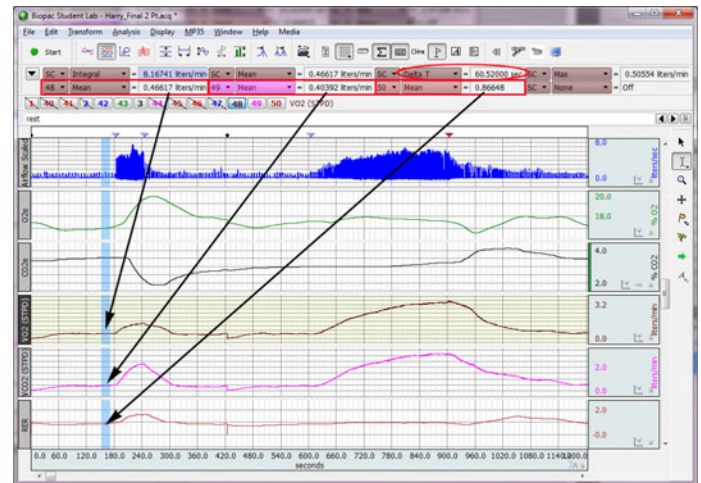 Biopac Student Lab - Harry_Final 2 Pt.acq *
File Edit Transform Analysis Display MP35 Window Help Media
Start
SC Integral = 8.16741 liters/min SC Mean = 0.46617 liters/min SC Delta T = 60.52000 sec SC Max = 0.50554 liters/min
48 Mean = 0.46617 liters/min 49 Mean = 0.40392 liters/min 50 Mean = 0.86648 SC None = Off
1 40 41 2 42 43 3 44 45 46 47 48 49 50 VO2 (STPD)
rest
Airflow Scaled
8.0
0.0
liters/sec
O2e
20.0
18.0
% O2
CO2e
4.0
2.0
% CO2
VO2 (STPD)
3.2
0.0
liters/min
VCO2 (STPD)
2.0
0.0
liters/min
RER
2.0
-0.0
0.0 60.0 120.0 180.0 240.0 300.0 360.0 420.0 480.0 540.0 600.0 660.0 720.0 780.0 840.0 900.0 960.0 1020.0 1080.0
seconds